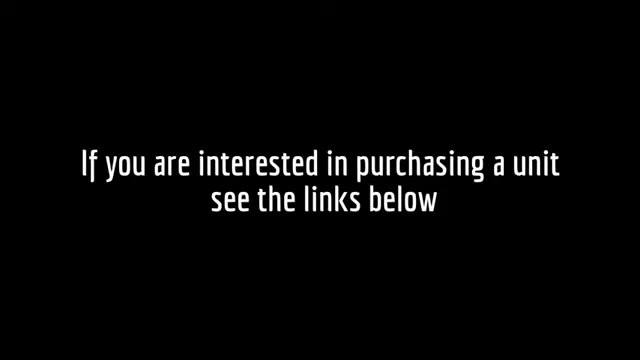 If you are interested in purchasing a unit
see the links below